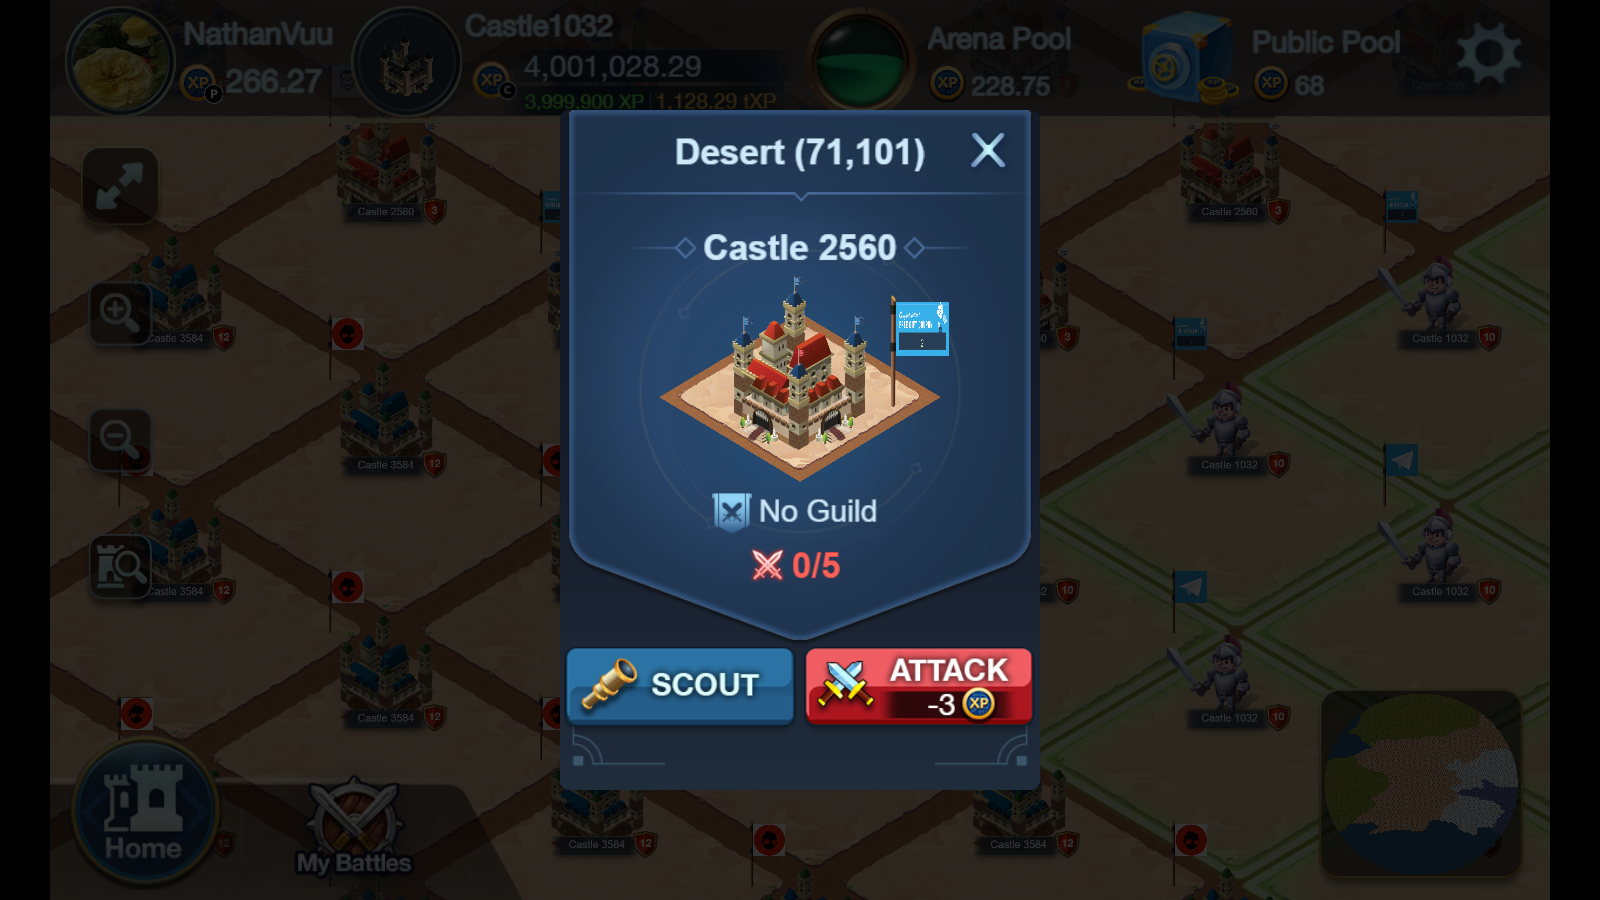 NathanVuu
XP P 266.27
Castle1032
XP C 4,001,028.29
3,999,900 XP | 1,128.29 tXP
Arena Pool
XP 228.75
Public Pool
XP 68
Castle 2560
Castle 2560 3
Castle 2560 3
Castle 3584 12
Castle 3584 12
Castle 3584 12
Castle 3584 12
3
Castle 1032 10
Castle 1032 10
Castle 1032 10
10
Castle 1032 10
Castle 3584 12
Castle 3584 12
12
Desert (71,101)
Castle 2560
2
No Guild
0/5
SCOUT
ATTACK
-3 XP
Home
My Battles